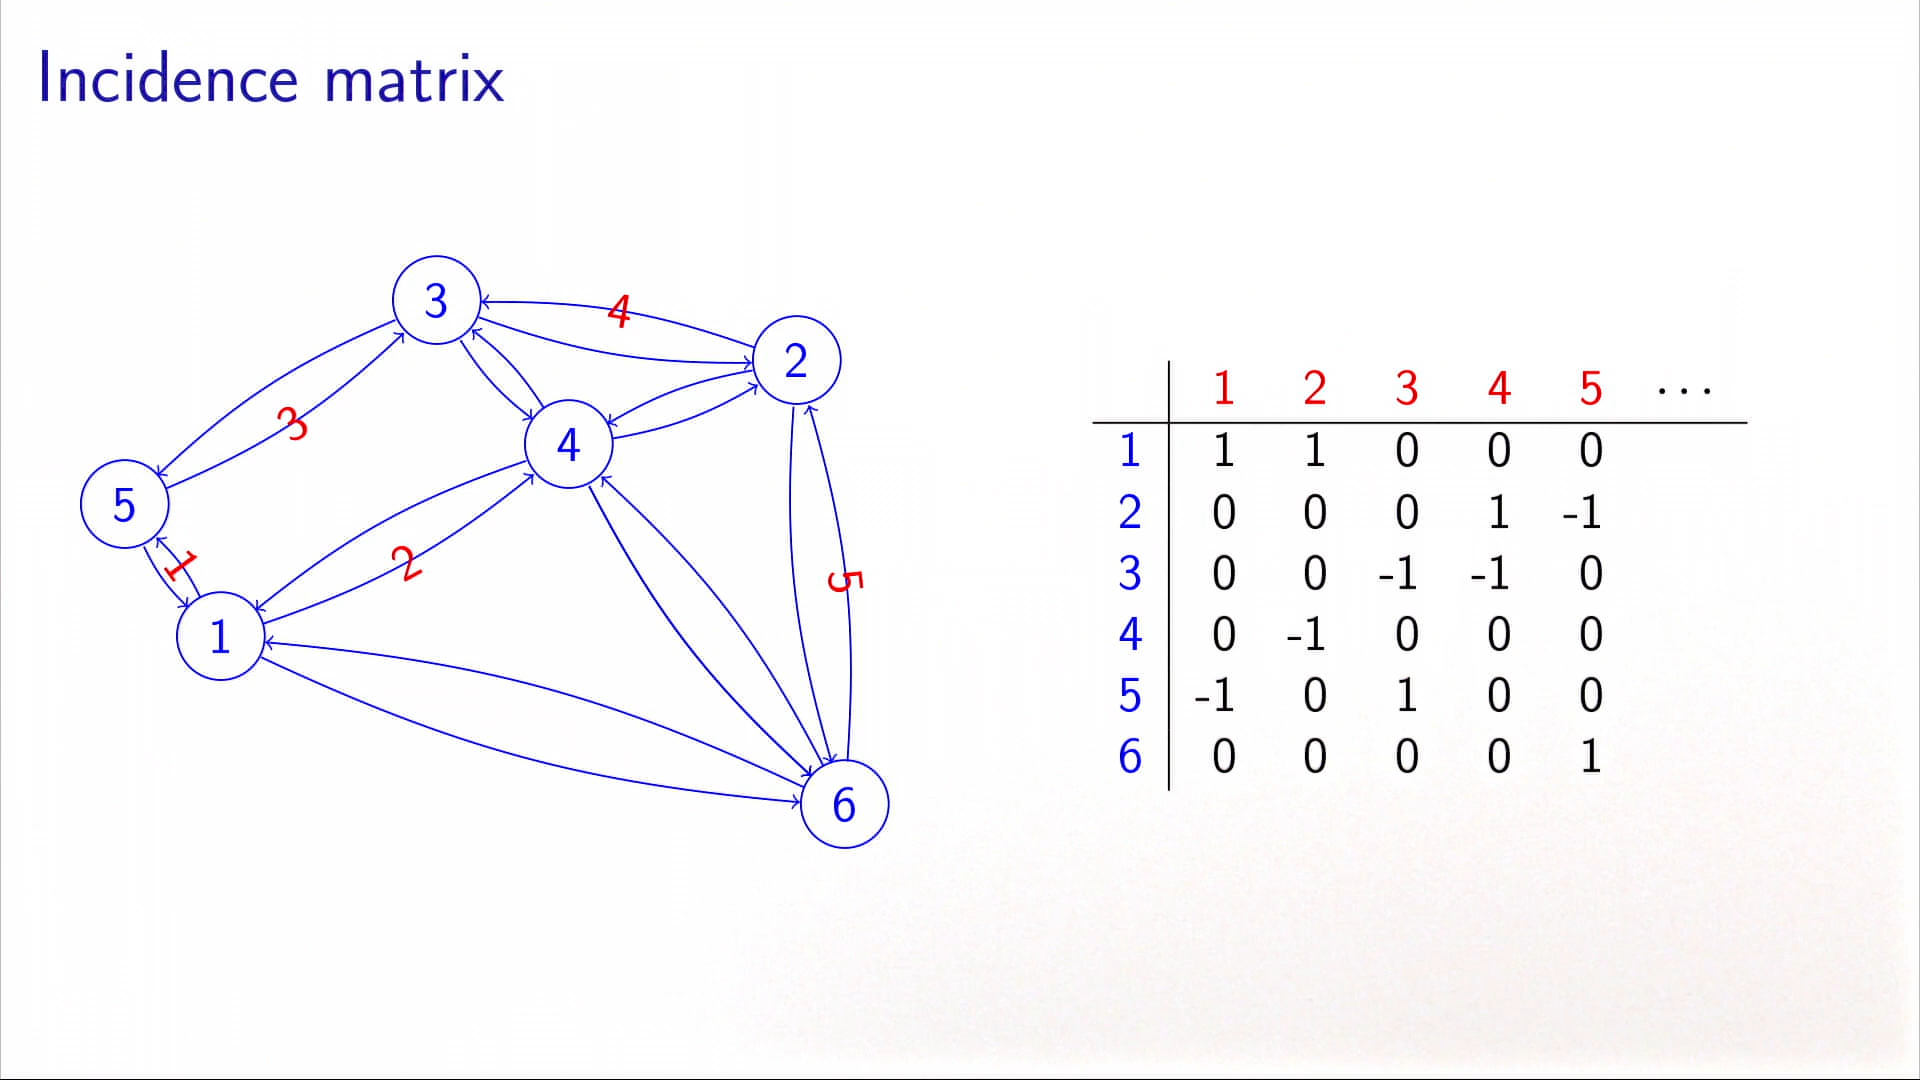 Incidence matrix
3
4
2
3
4
5
1
2
5
1
6
1 2 3 4 5 ···
1 1 1 0 0 0
2 0 0 0 1 -1
3 0 0 -1 -1 0
4 0 -1 0 0 0
5 -1 0 1 0 0
6 0 0 0 0 1